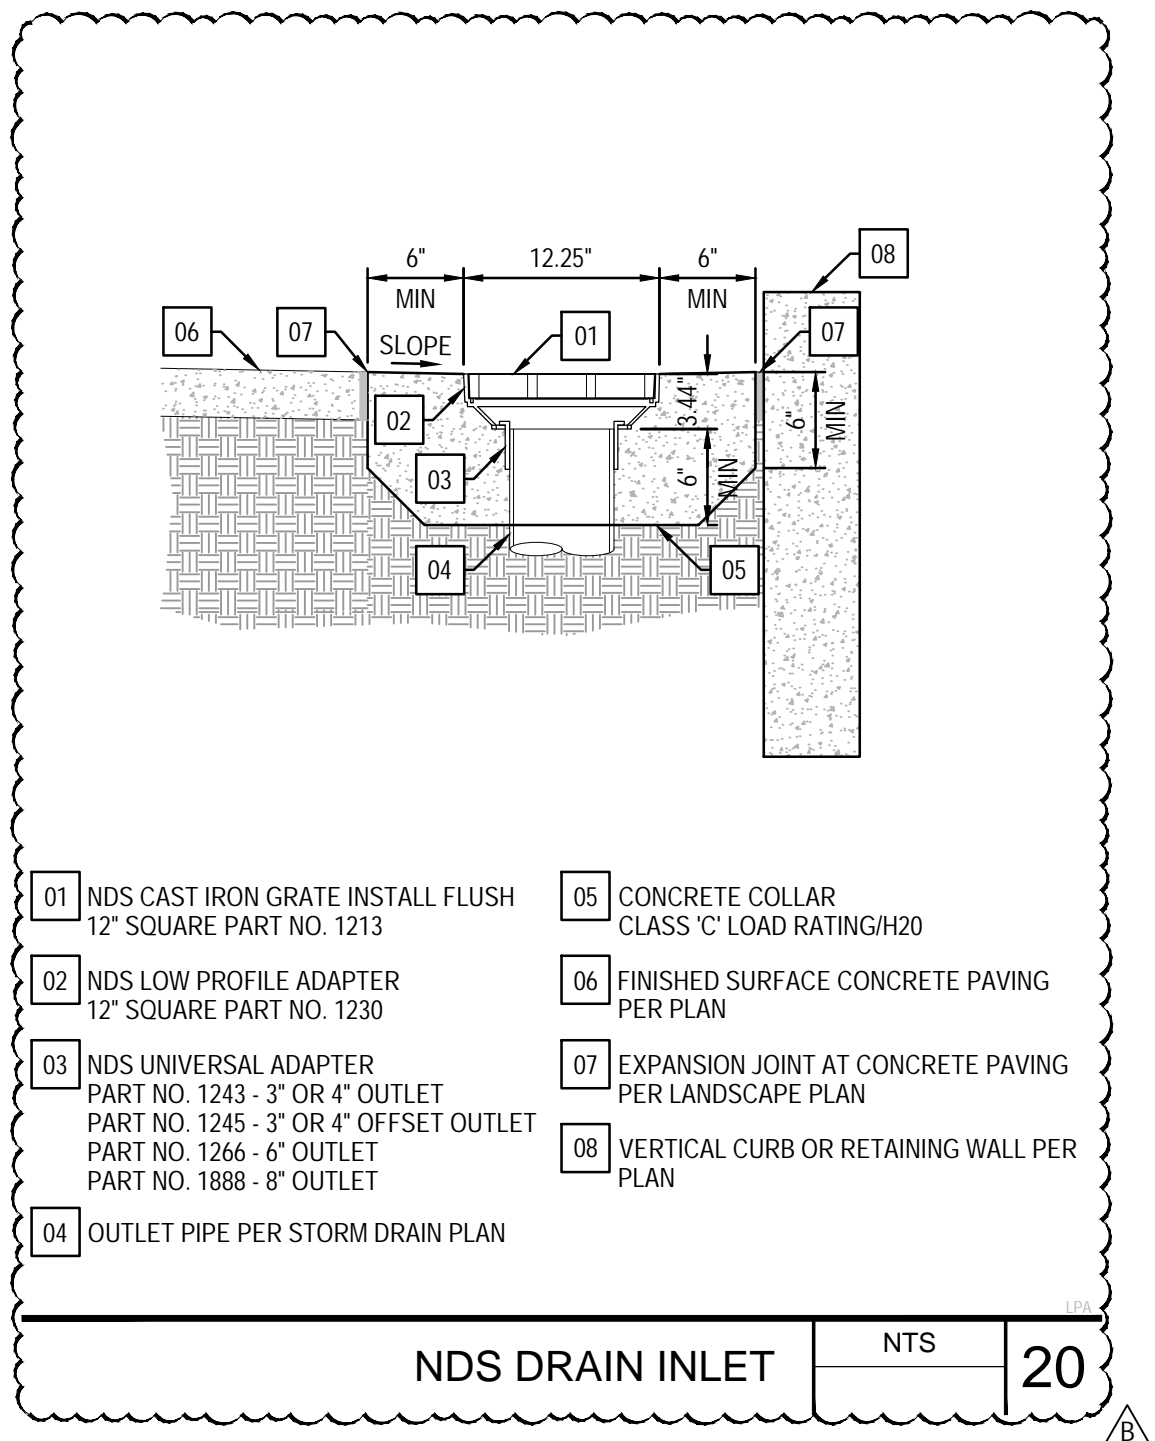 6"
12.25"
6"
08
MIN
MIN
06
07
SLOPE
01
07
02
3.44"
6"
MIN
03
6"
MIN
04
05
01 NDS CAST IRON GRATE INSTALL FLUSH
12" SQUARE PART NO. 1213
02 NDS LOW PROFILE ADAPTER
12" SQUARE PART NO. 1230
03 NDS UNIVERSAL ADAPTER
PART NO. 1243 - 3" OR 4" OUTLET
PART NO. 1245 - 3" OR 4" OFFSET OUTLET
PART NO. 1266 - 6" OUTLET
PART NO. 1888 - 8" OUTLET
04 OUTLET PIPE PER STORM DRAIN PLAN
05 CONCRETE COLLAR
CLASS 'C' LOAD RATING/H20
06 FINISHED SURFACE CONCRETE PAVING
PER PLAN
07 EXPANSION JOINT AT CONCRETE PAVING
PER LANDSCAPE PLAN
08 VERTICAL CURB OR RETAINING WALL PER
PLAN
LPA
NDS DRAIN INLET
NTS
20
B